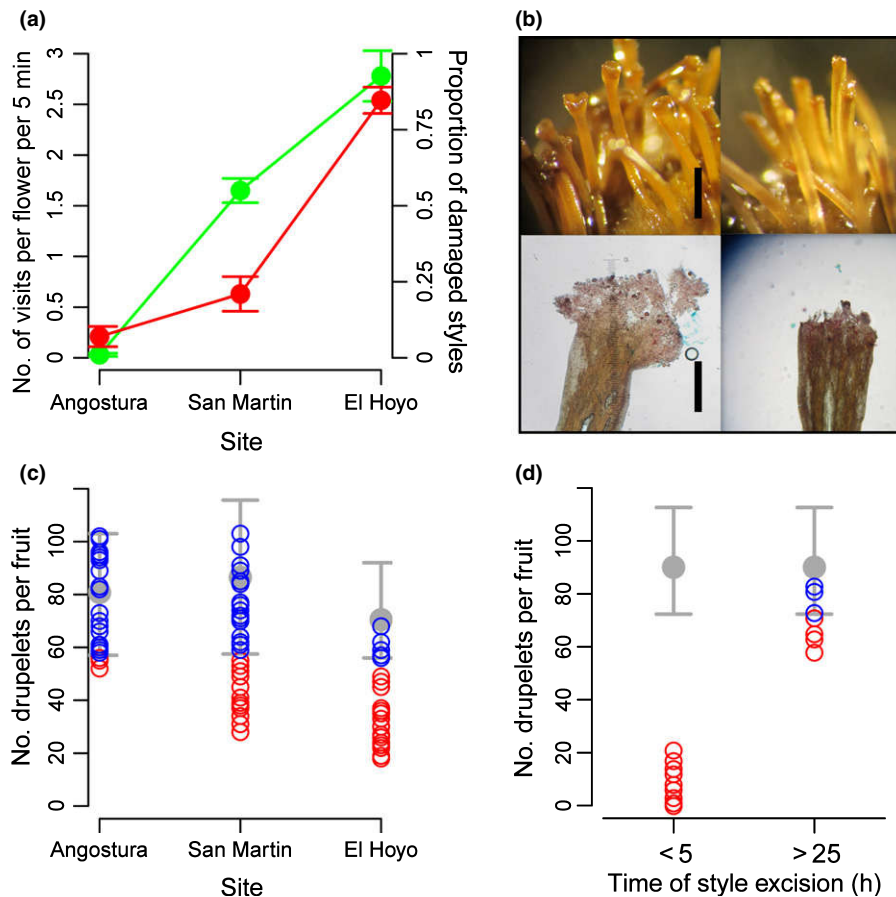 (a)
No. of visits per flower per 5 min
0
0.5
1
1.5
2
2.5
3
Proportion of damaged styles
0
0.25
0.5
0.75
1
Angostura
San Martin
El Hoyo
Site
(b)
(c)
No. drupelets per fruit
0
20
40
60
80
100
Angostura
San Martin
El Hoyo
Site
(d)
No. drupelets per fruit
0
20
40
60
80
100
< 5
> 25
Time of style excision (h)